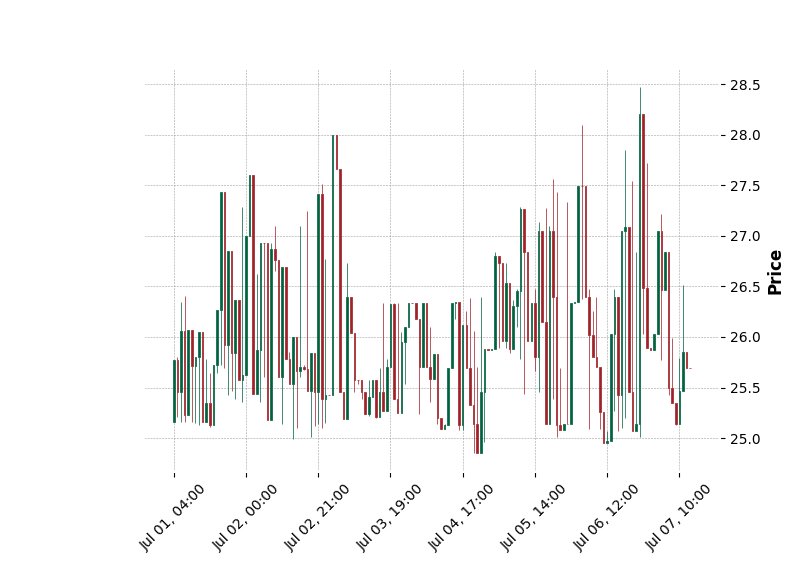 28.5
28.0
27.5
27.0
26.5
26.0
25.5
25.0
Price
Jul 01, 04:00
Jul 02, 00:00
Jul 02, 21:00
Jul 03, 19:00
Jul 04, 17:00
Jul 05, 14:00
Jul 06, 12:00
Jul 07, 10:00